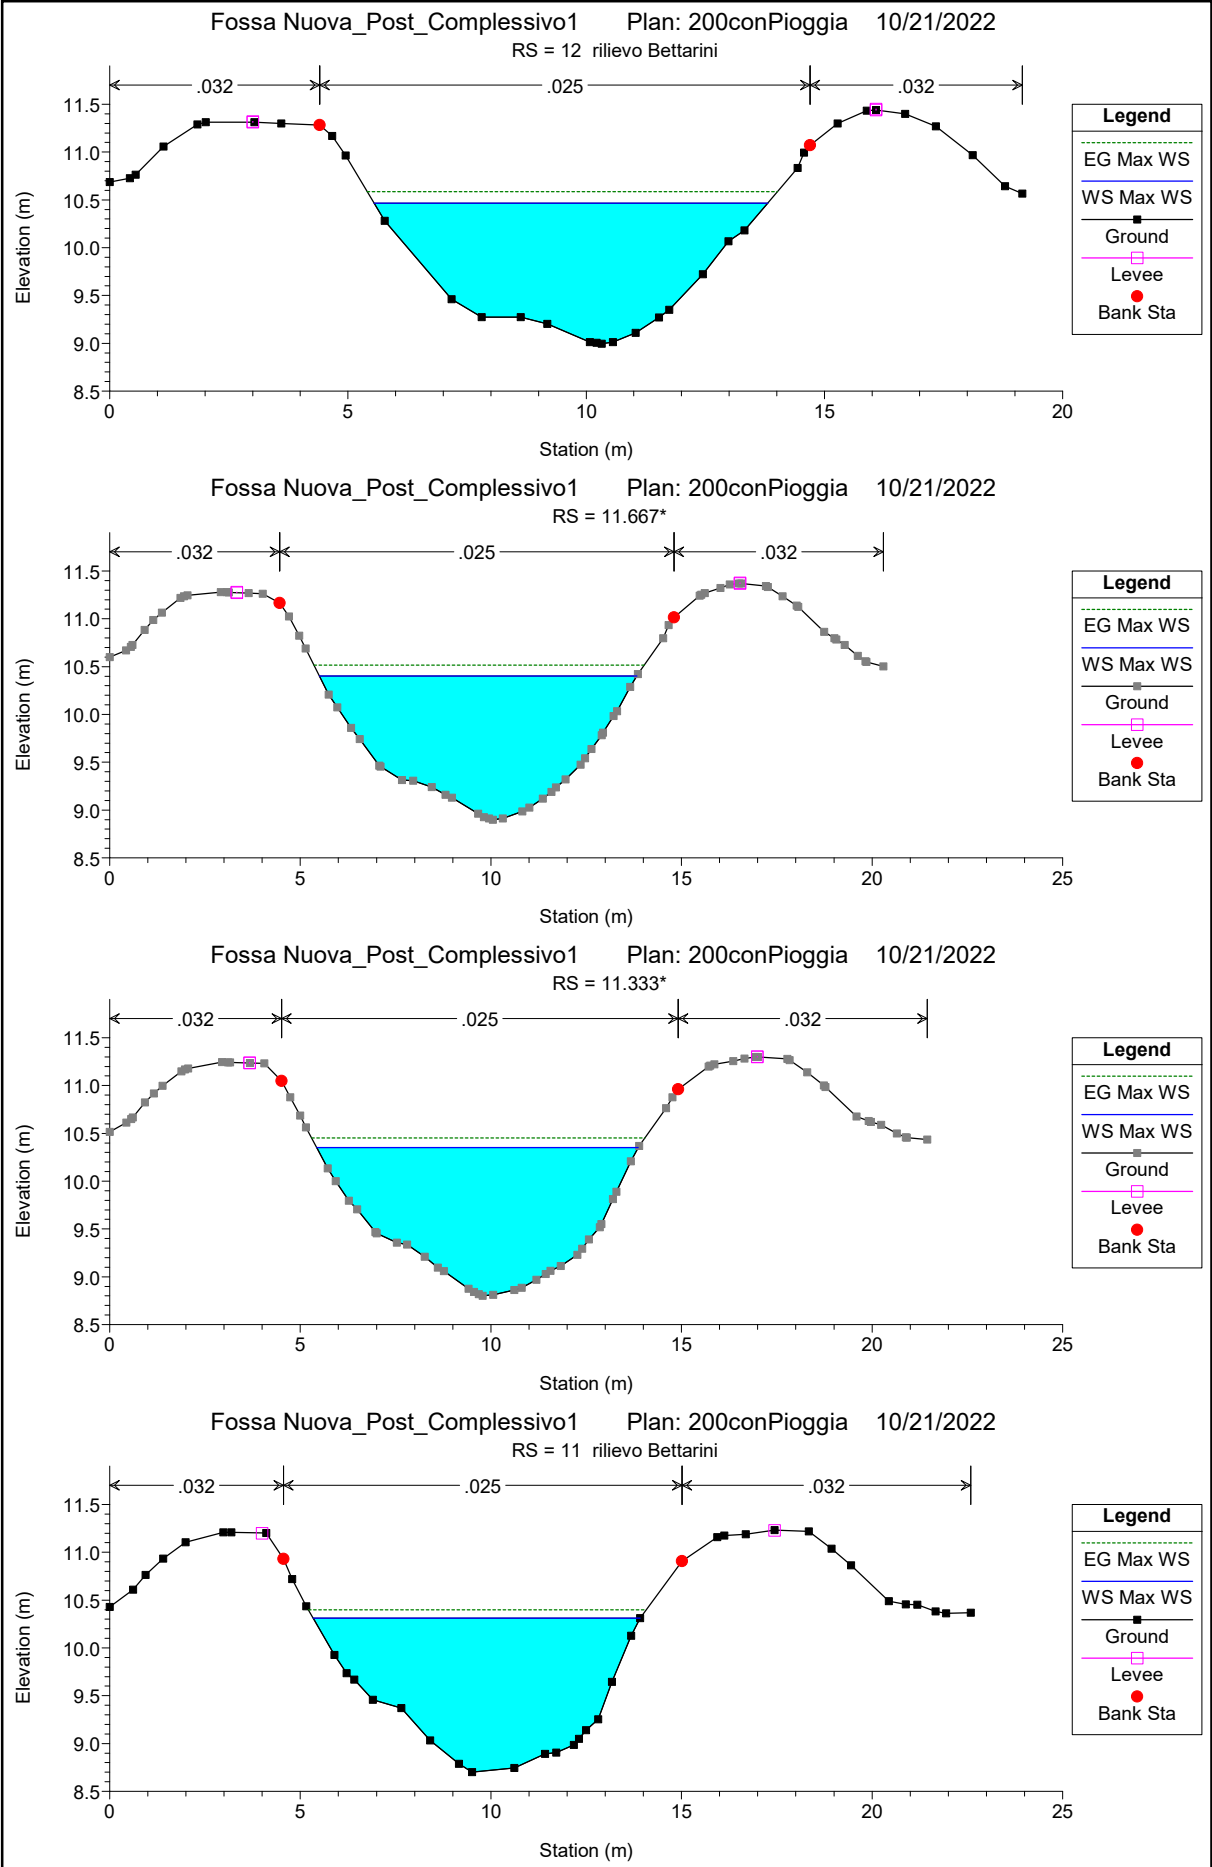 Fossa Nuova_Post_Complessivo1 Plan: 200conPioggia 10/21/2022
RS = 12 rilievo Bettarini
.032 .025 .032
11.5
11.0
10.5
10.0
9.5
9.0
8.5
Elevation (m)
0 5 10 15 20
Station (m)
Legend
EG Max WS
WS Max WS
Ground
Levee
Bank Sta
Fossa Nuova_Post_Complessivo1 Plan: 200conPioggia 10/21/2022
RS = 11.667*
.032 .025 .032
11.5
11.0
10.5
10.0
9.5
9.0
8.5
Elevation (m)
0 5 10 15 20 25
Station (m)
Legend
EG Max WS
WS Max WS
Ground
Levee
Bank Sta
Fossa Nuova_Post_Complessivo1 Plan: 200conPioggia 10/21/2022
RS = 11.333*
.032 .025 .032
11.5
11.0
10.5
10.0
9.5
9.0
8.5
Elevation (m)
0 5 10 15 20 25
Station (m)
Legend
EG Max WS
WS Max WS
Ground
Levee
Bank Sta
Fossa Nuova_Post_Complessivo1 Plan: 200conPioggia 10/21/2022
RS = 11 rilievo Bettarini
.032 .025 .032
11.5
11.0
10.5
10.0
9.5
9.0
8.5
Elevation (m)
0 5 10 15 20 25
Station (m)
Legend
EG Max WS
WS Max WS
Ground
Levee
Bank Sta